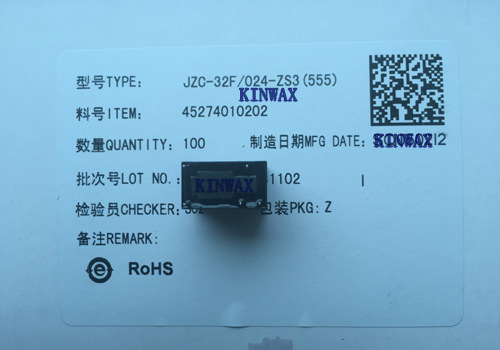 型号TYPE: JZC-32F/024-ZS3(555)
KINWAX
料号ITEM: 45274010202
数量QUANTITY: 100 制造日期MFG DATE: KINWAX
批次号LOT NO.: 1102
KINWAX
检验员CHECKER: 包装PKG: Z
备注REMARK:
e RoHS